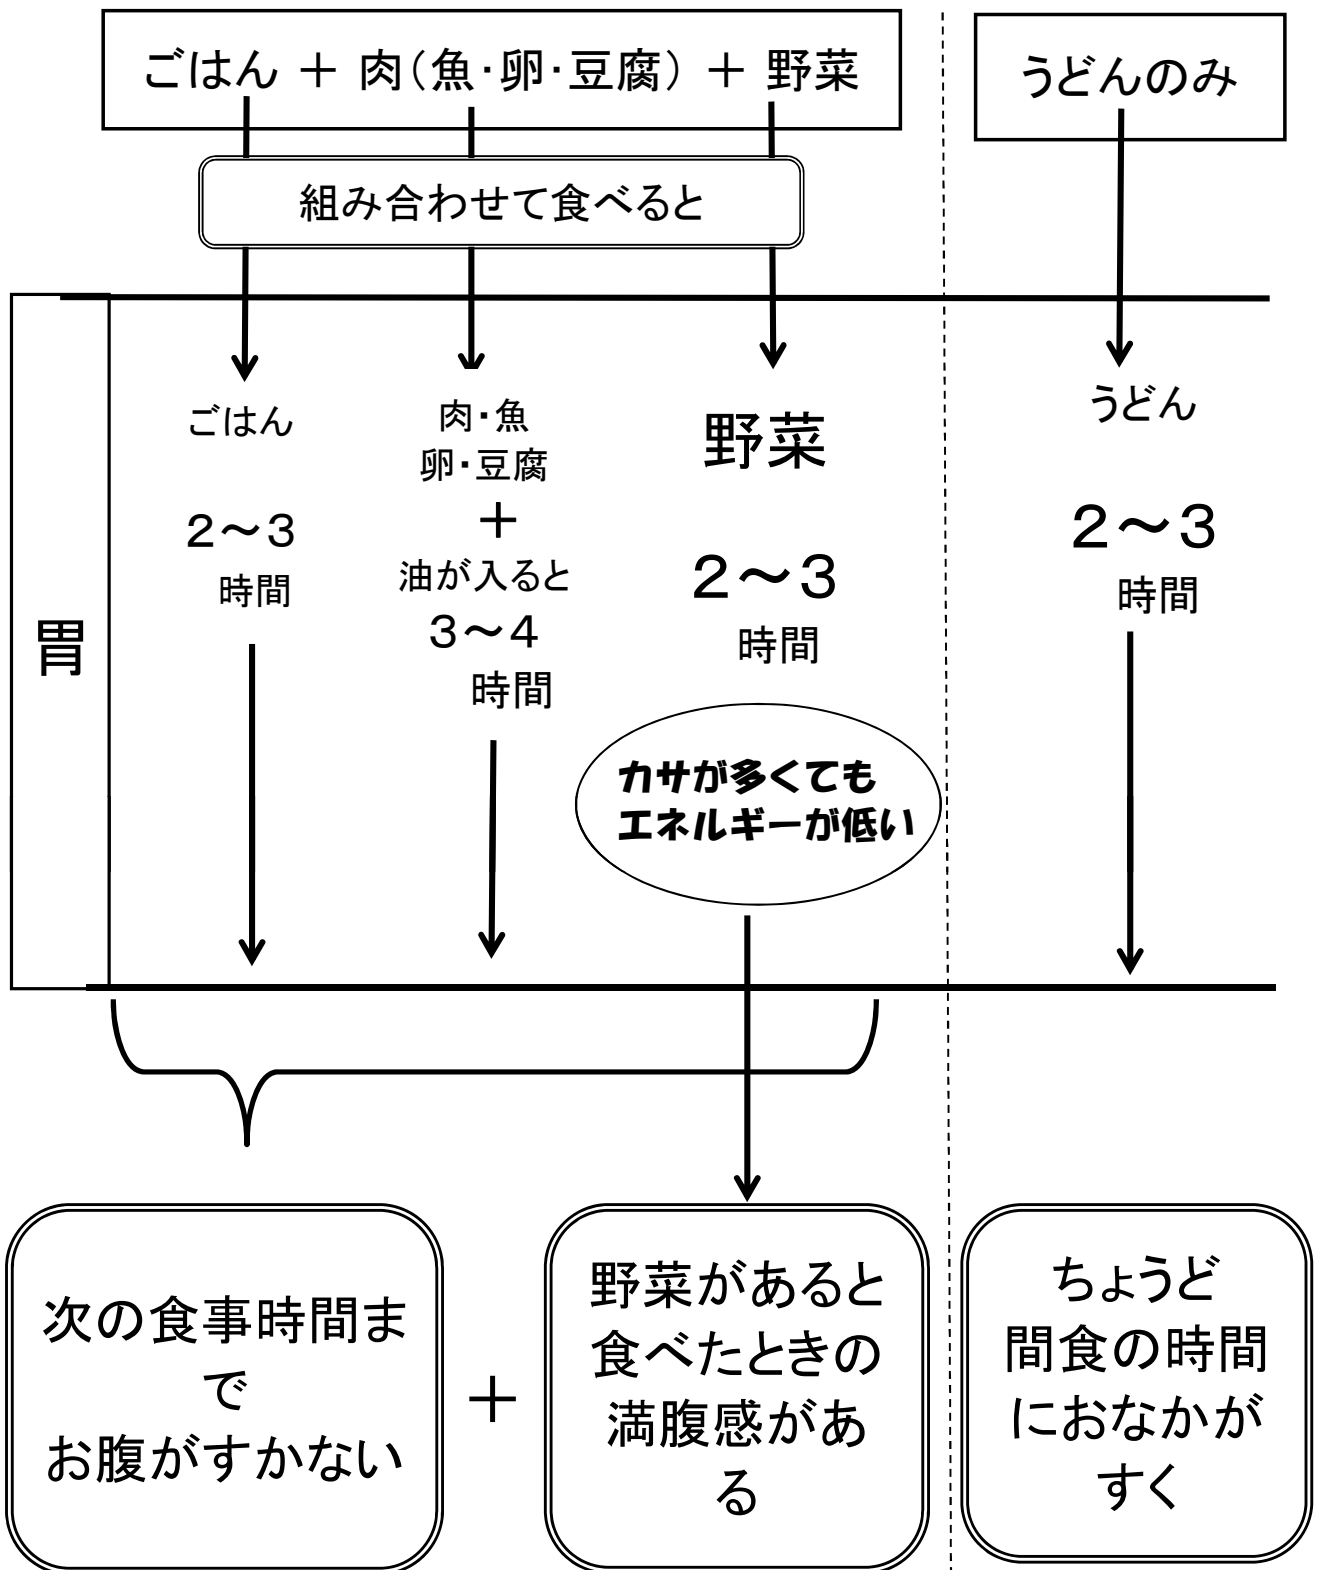 ごはん ＋ 肉（魚・卵・豆腐） ＋ 野菜
うどんのみ
組み合わせて食べると
胃
ごはん
２～３
時間
肉・魚
卵・豆腐
＋
油が入ると
３～４
時間
野菜
２～３
時間
カサが多くても
エネルギーが低い
うどん
２～３
時間
次の食事時間ま
で
お腹がすかない
＋
野菜があると
食べたときの
満腹感があ
る
ちょうど
間食の時間
におなかが
すく